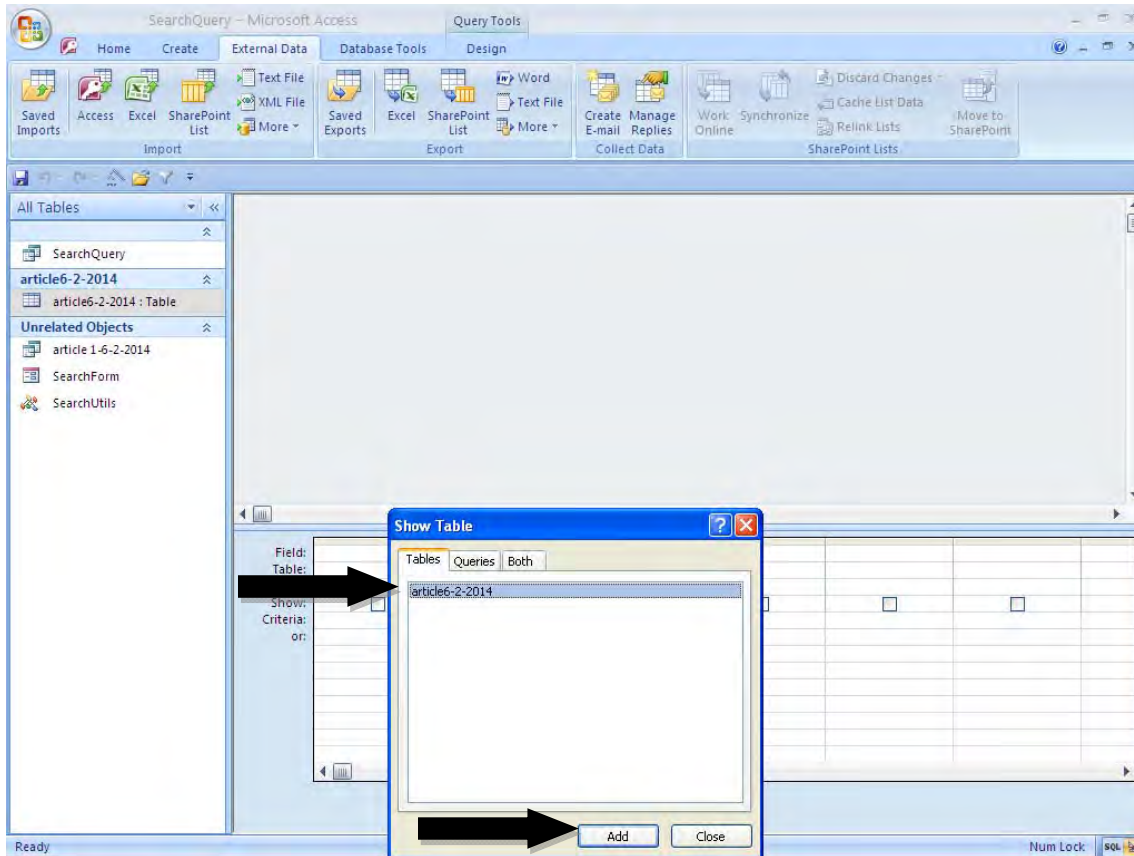 SearchQuery - Microsoft Access
Query Tools
Home Create External Data Database Tools Design
Saved Imports
Access
Excel
SharePoint List
Text File
XML File
More
Import
Saved Exports
Excel
SharePoint List
Word
Text File
More
Export
Create E-mail
Manage Replies
Collect Data
Work Online
Synchronize
Discard Changes
Cache List Data
Relink Lists
Move to SharePoint
SharePoint Lists
All Tables
SearchQuery
article6-2-2014
article6-2-2014 : Table
Unrelated Objects
article 1-6-2-2014
SearchForm
SearchUtils
Field:
Table:
Show:
Criteria:
or:
Show Table
Tables Queries Both
article6-2-2014
Add Close
Ready
Num Lock SQL